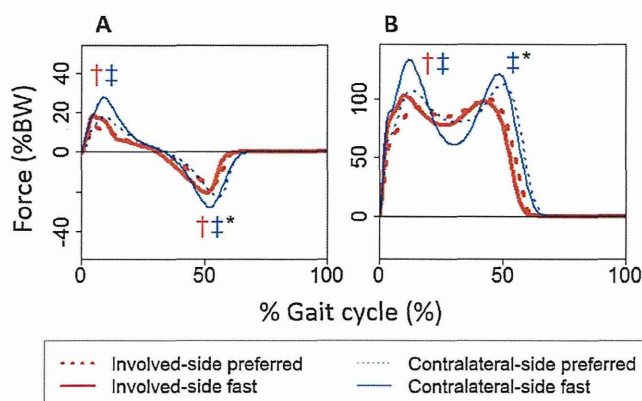 A
B
†‡
†‡
‡*
†‡*
Force (%BW)
40
20
0
-20
-40
100
50
0
0
50
100
0
50
100
% Gait cycle (%)
Involved-side preferred
Contralateral-side preferred
Involved-side fast
Contralateral-side fast